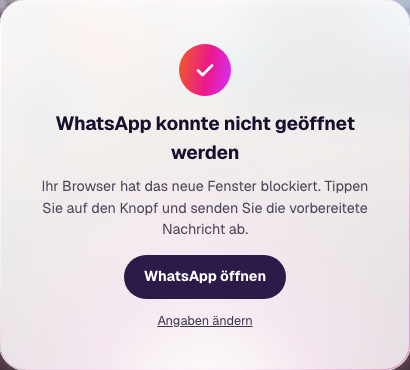 WhatsApp konnte nicht geöffnet
werden
Ihr Browser hat das neue Fenster blockiert. Tippen
Sie auf den Knopf und senden Sie die vorbereitete
Nachricht ab.
WhatsApp öffnen
Angaben ändern